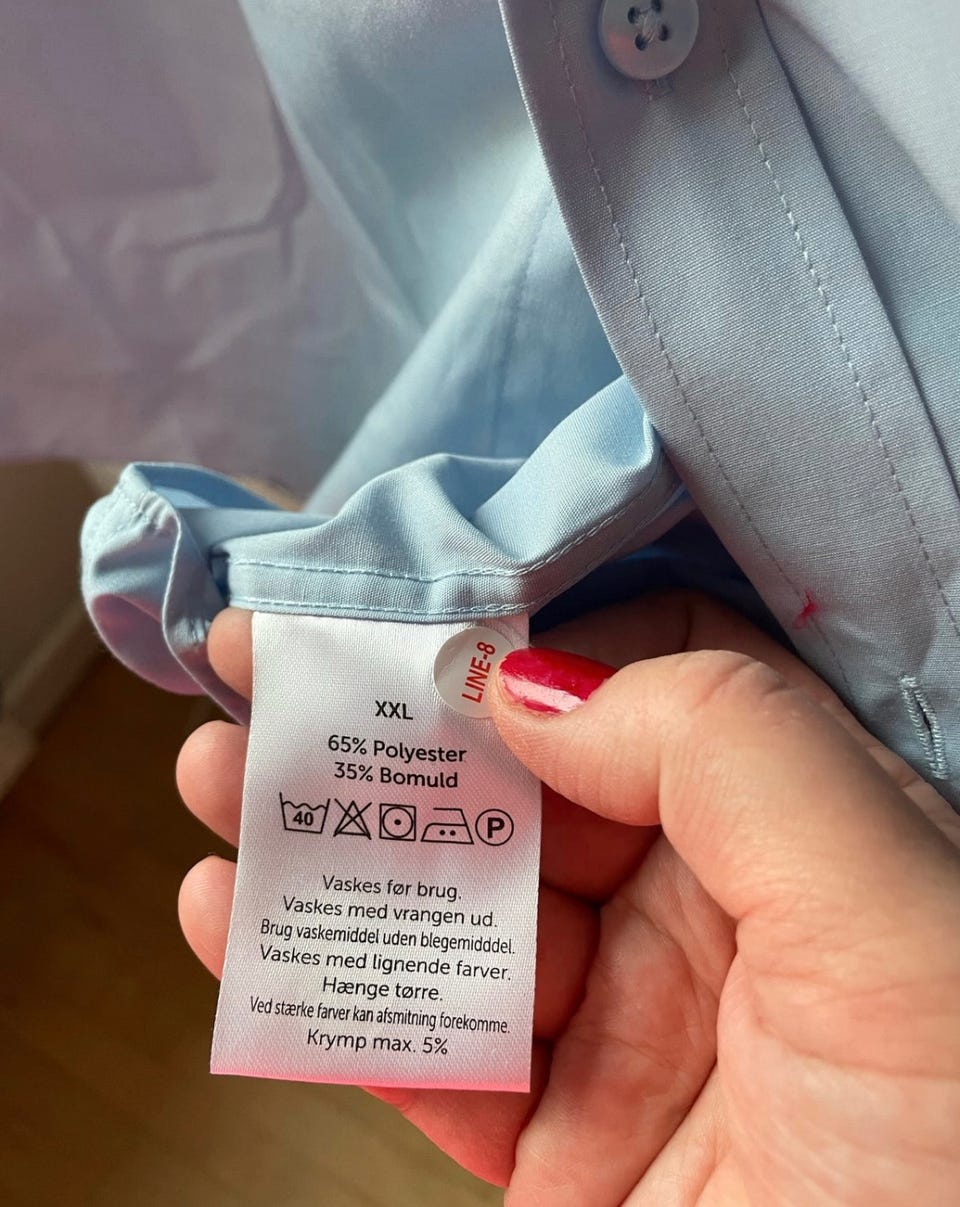 LINE-8
XXL
65% Polyester
35% Bomuld
40 P
Vaskes før brug.
Vaskes med vrangen ud.
Brug vaskemiddel uden blegemidddel.
Vaskes med lignende farver.
Hænge tørre.
Ved stærke farver kan afsmitning forekomme.
Krymp max. 5%